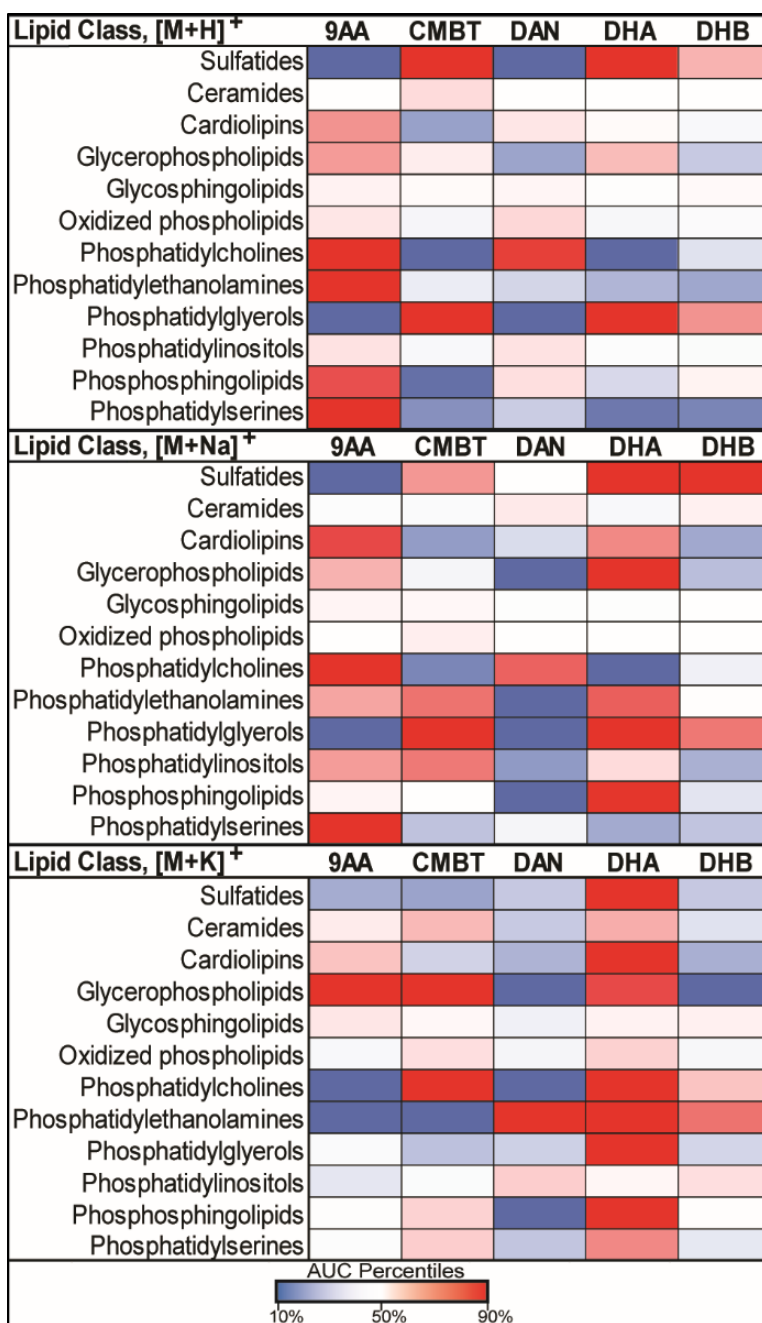 Lipid Class, [M+H]+ 9AA CMBT DAN DHA DHB
Sulfatides
Ceramides
Cardiolipins
Glycerophospholipids
Glycosphingolipids
Oxidized phospholipids
Phosphatidylcholines
Phosphatidylethanolamines
Phosphatidylglyerols
Phosphatidylinositols
Phosphosphingolipids
Phosphatidylserines
Lipid Class, [M+Na]+ 9AA CMBT DAN DHA DHB
Sulfatides
Ceramides
Cardiolipins
Glycerophospholipids
Glycosphingolipids
Oxidized phospholipids
Phosphatidylcholines
Phosphatidylethanolamines
Phosphatidylglyerols
Phosphatidylinositols
Phosphosphingolipids
Phosphatidylserines
Lipid Class, [M+K]+ 9AA CMBT DAN DHA DHB
Sulfatides
Ceramides
Cardiolipins
Glycerophospholipids
Glycosphingolipids
Oxidized phospholipids
Phosphatidylcholines
Phosphatidylethanolamines
Phosphatidylglyerols
Phosphatidylinositols
Phosphosphingolipids
Phosphatidylserines
AUC Percentiles
10% 50% 90%